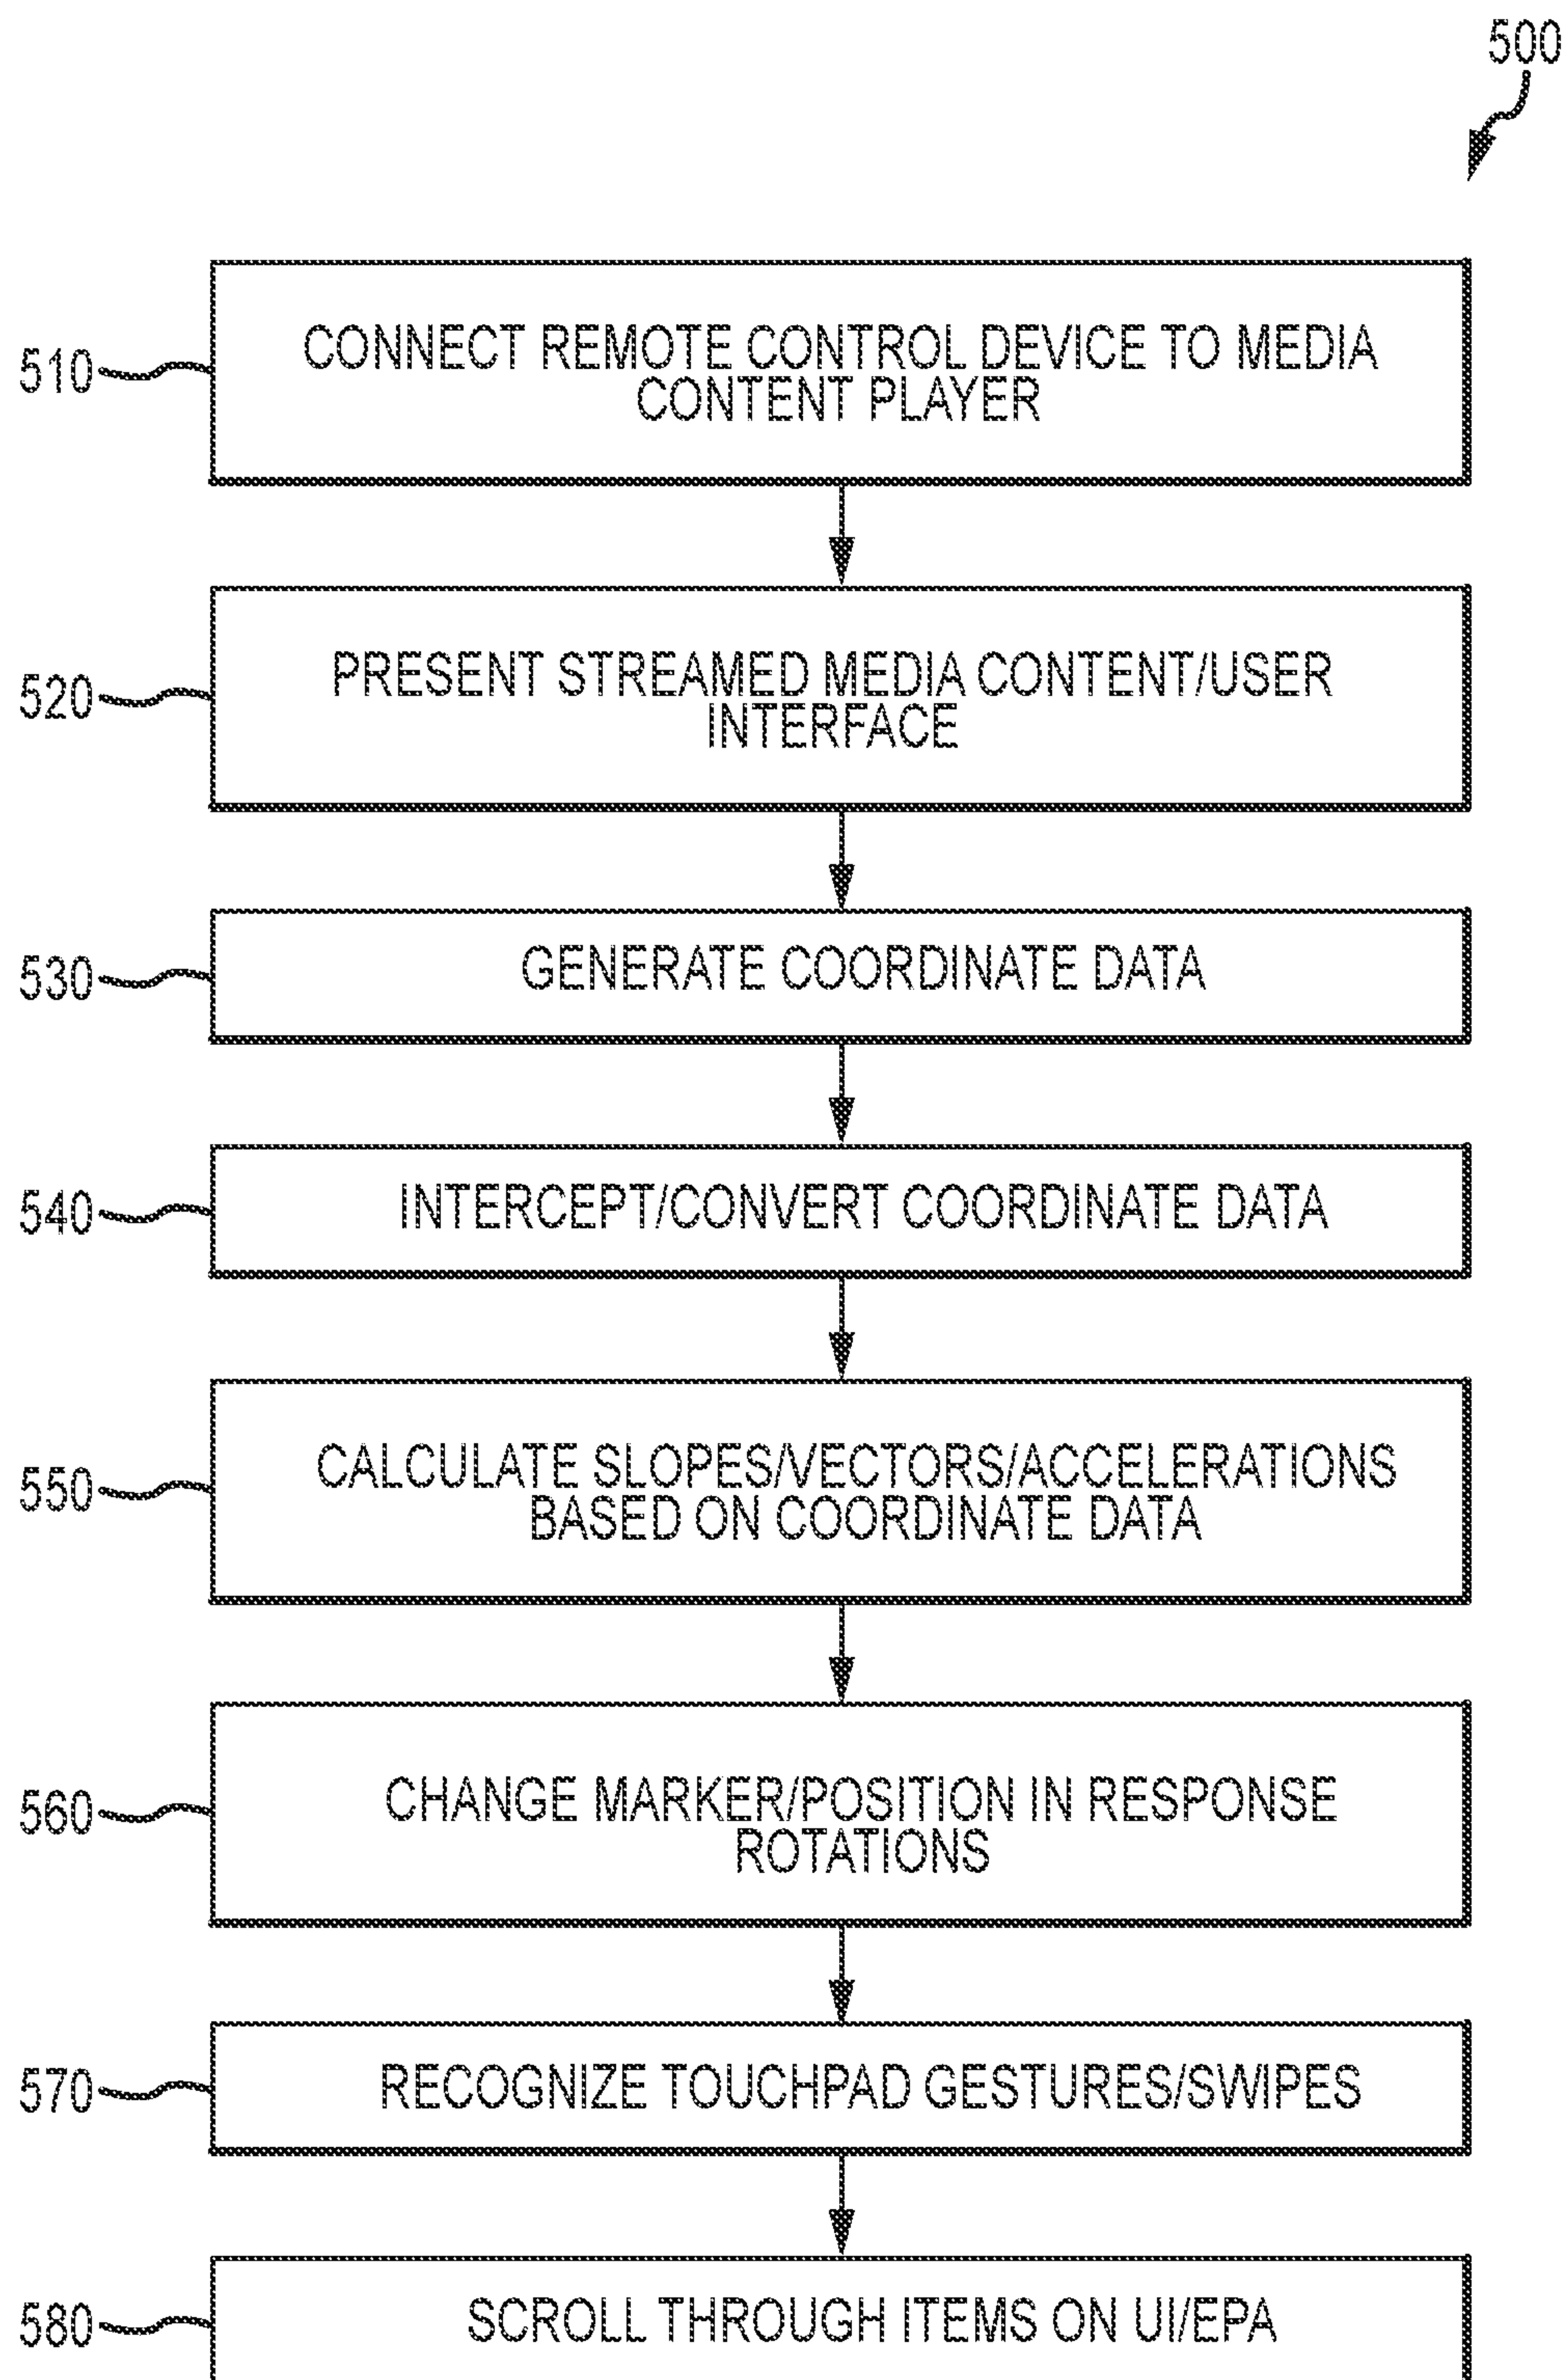 500
510
CONNECT REMOTE CONTROL DEVICE TO MEDIA
CONTENT PLAYER
520
PRESENT STREAMED MEDIA CONTENT/USER
INTERFACE
530
GENERATE COORDINATE DATA
540
INTERCEPT/CONVERT COORDINATE DATA
550
CALCULATE SLOPES/VECTORS/ACCELERATIONS
BASED ON COORDINATE DATA
560
CHANGE MARKER/POSITION IN RESPONSE
ROTATIONS
570
RECOGNIZE TOUCHPAD GESTURES/SWIPES
580
SCROLL THROUGH ITEMS ON UI/EPA